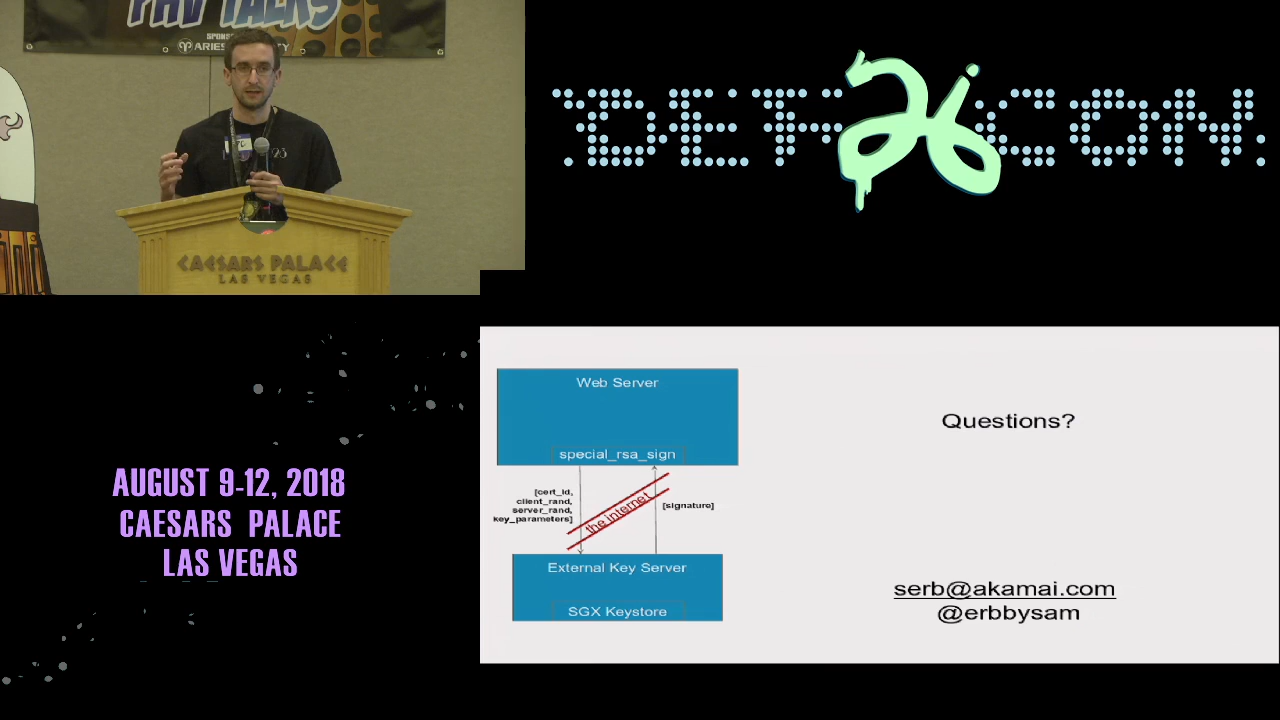 PHV TALKS
DEF CON
26
CAESARS PALACE
LAS VEGAS
AUGUST 9-12, 2018
CAESARS PALACE
LAS VEGAS
Web Server
special_rsa_sign
[cert_id,
client_rand,
server_rand,
key_parameters]
the internet
[signature]
External Key Server
SGX Keystore
Questions?
serb@akamai.com
@erbbysam